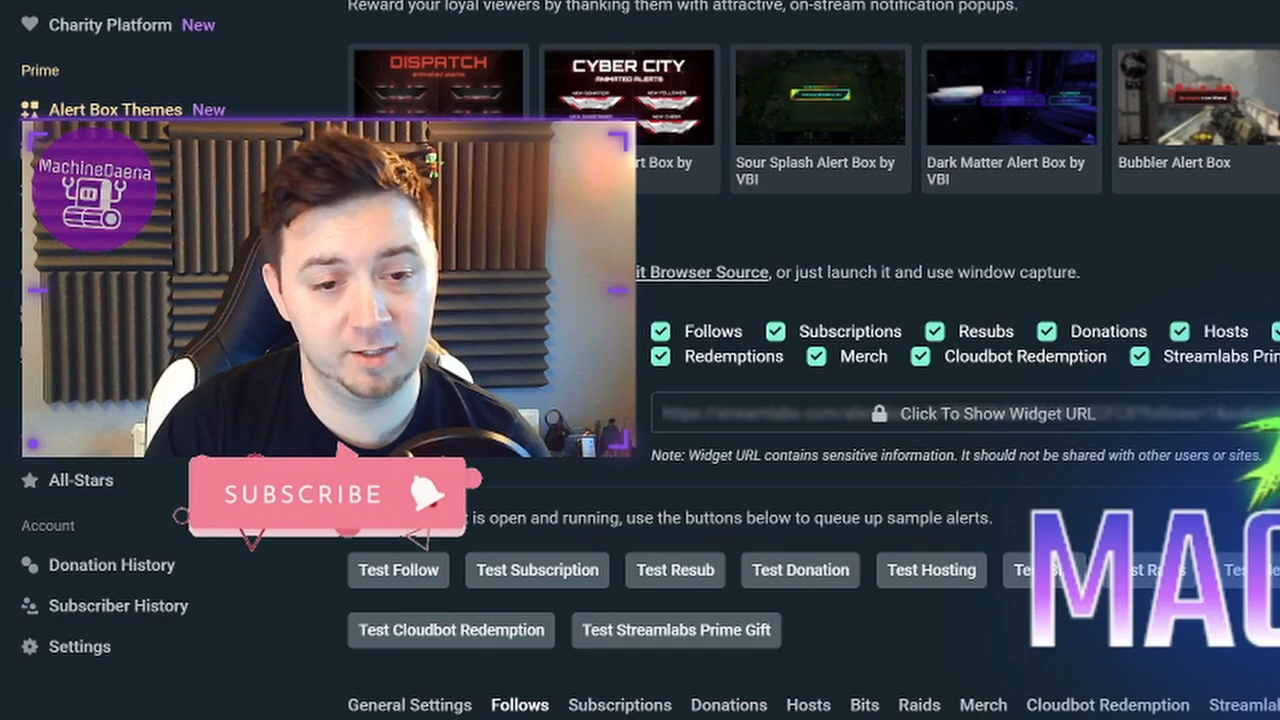 Reward your loyal viewers by thanking them with attractive, on-stream notification popups.
Charity Platform New
Prime
Alert Box Themes New
DISPATCH
animated alerts
CYBER CITY
ANIMATED ALERTS
rt Box by
Sour Splash Alert Box by
VBI
Dark Matter Alert Box by
VBI
Bubbler Alert Box
MachineDaena
it Browser Source, or just launch it and use window capture.
Follows Subscriptions Resubs Donations Hosts
Redemptions Merch Cloudbot Redemption Streamlabs Pri
Click To Show Widget URL
Note: Widget URL contains sensitive information. It should not be shared with other users or sites.
All-Stars
SUBSCRIBE
Account
is open and running, use the buttons below to queue up sample alerts.
Donation History
Subscriber History
Settings
Test Follow Test Subscription Test Resub Test Donation Test Hosting
Test Cloudbot Redemption Test Streamlabs Prime Gift
MAC
General Settings Follows Subscriptions Donations Hosts Bits Raids Merch Cloudbot Redemption Streamla